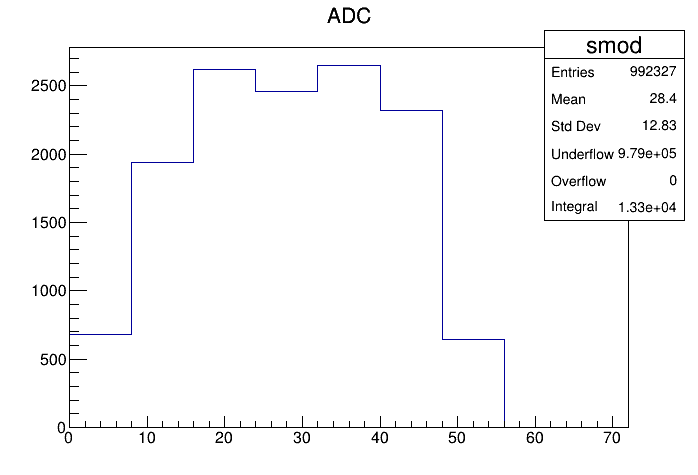 ADC
smod
Entries 992327
Mean 28.4
Std Dev 12.83
Underflow 9.79e+05
Overflow 0
Integral 1.33e+04
2500
2000
1500
1000
500
0
0 10 20 30 40 50 60 70